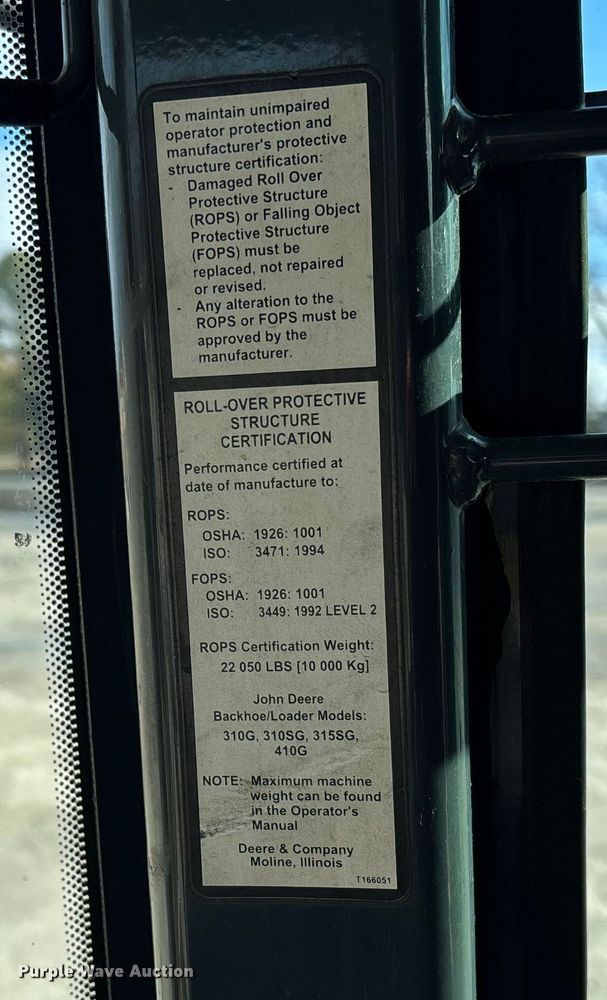 To maintain unimpaired
operator protection and
manufacturer's protective
structure certification:
- Damaged Roll Over
Protective Structure
(ROPS) or Falling Object
Protective Structure
(FOPS) must be
replaced, not repaired
or revised.
- Any alteration to the
ROPS or FOPS must be
approved by the
manufacturer.
ROLL-OVER PROTECTIVE
STRUCTURE
CERTIFICATION
Performance certified at
date of manufacture to:
ROPS:
OSHA: 1926: 1001
ISO: 3471: 1994
FOPS:
OSHA: 1926: 1001
ISO: 3449: 1992 LEVEL 2
ROPS Certification Weight:
22 050 LBS [10 000 Kg]
John Deere
Backhoe/Loader Models:
310G, 310SG, 315SG,
410G
NOTE: Maximum machine
weight can be found
in the Operator's
Manual
Deere & Company
Moline, Illinois
T166051
Purple Wave Auction